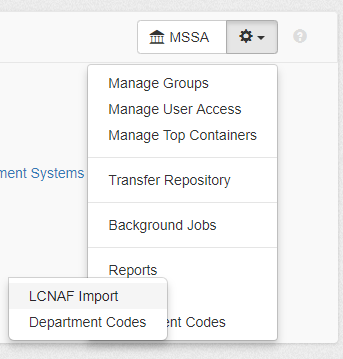 MSSA
?
Manage Groups
Manage User Access
Manage Top Containers
ment Systems
Transfer Repository
Background Jobs
Reports
LCNAF Import
Department Codes
ent Codes